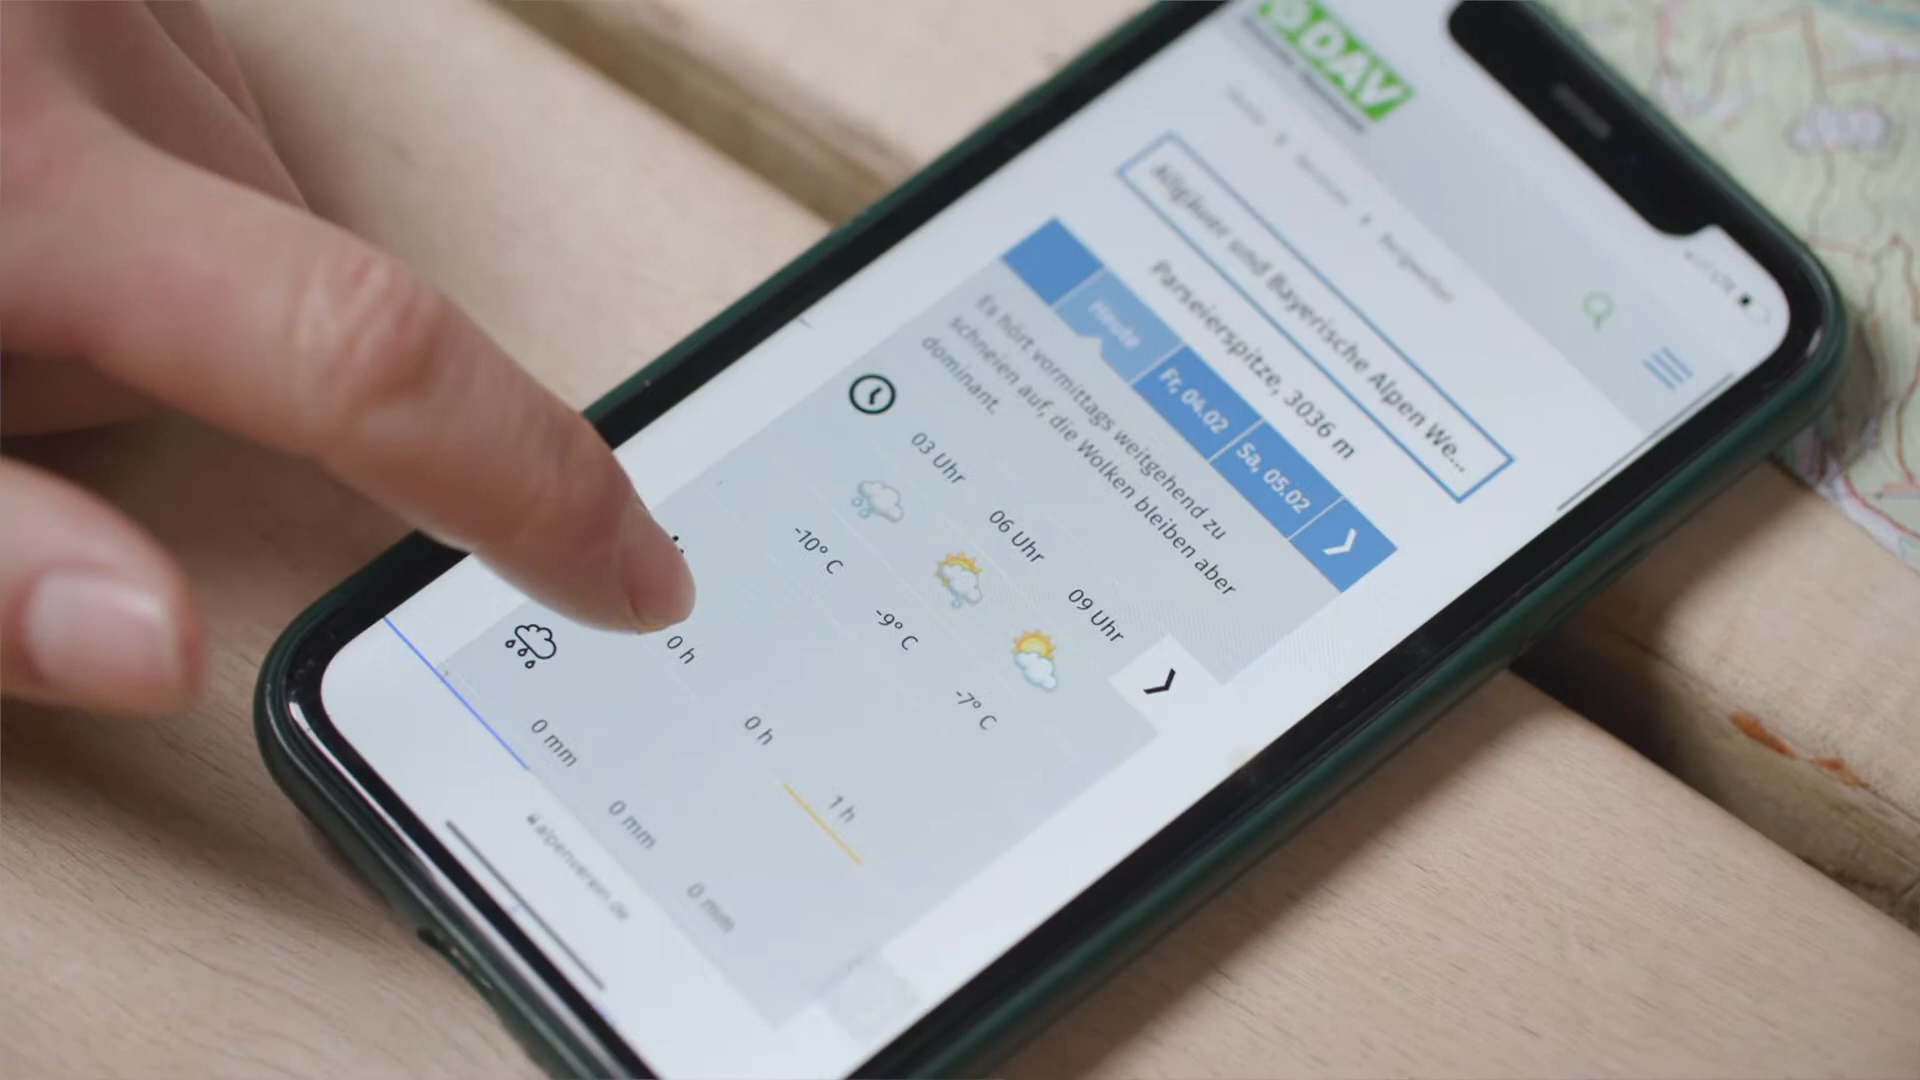 DAV
Allgäuer und Bayerische Alpen We...
Parseierspitze, 3036 m
Heute
Fr, 04.02
Sa, 05.02
Es hört vormittags weitgehend zu
schneien auf, die Wolken bleiben aber
dominant.
03 Uhr
06 Uhr
09 Uhr
-10° C
-9° C
-7° C
0 h
0 h
1 h
0 mm
0 mm
0 mm
alpenverein.de